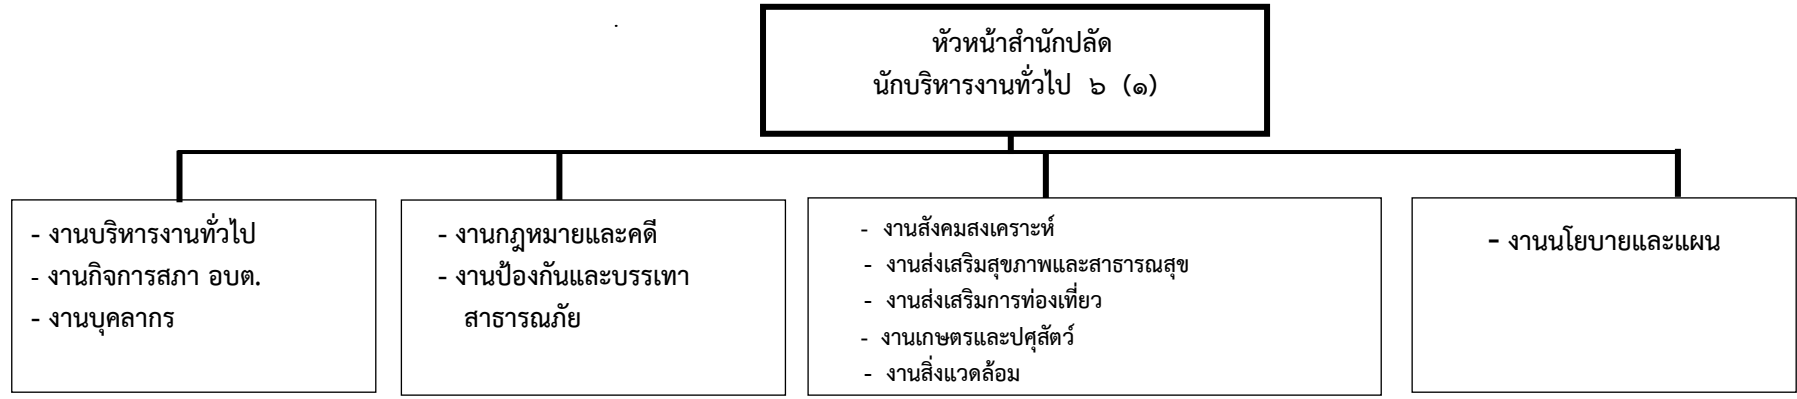 หัวหน้าสำนักปลัด
นักบริหารงานทั่วไป ๖ (๑)
- งานบริหารงานทั่วไป
- งานกิจการสภา อบต.
- งานบุคลากร
- งานกฎหมายและคดี
- งานป้องกันและบรรเทา
สาธารณภัย
- งานสังคมสงเคราะห์
- งานส่งเสริมสุขภาพและสาธารณสุข
- งานส่งเสริมการท่องเที่ยว
- งานเกษตรและปศุสัตว์
- งานสิ่งแวดล้อม
- งานนโยบายและแผน